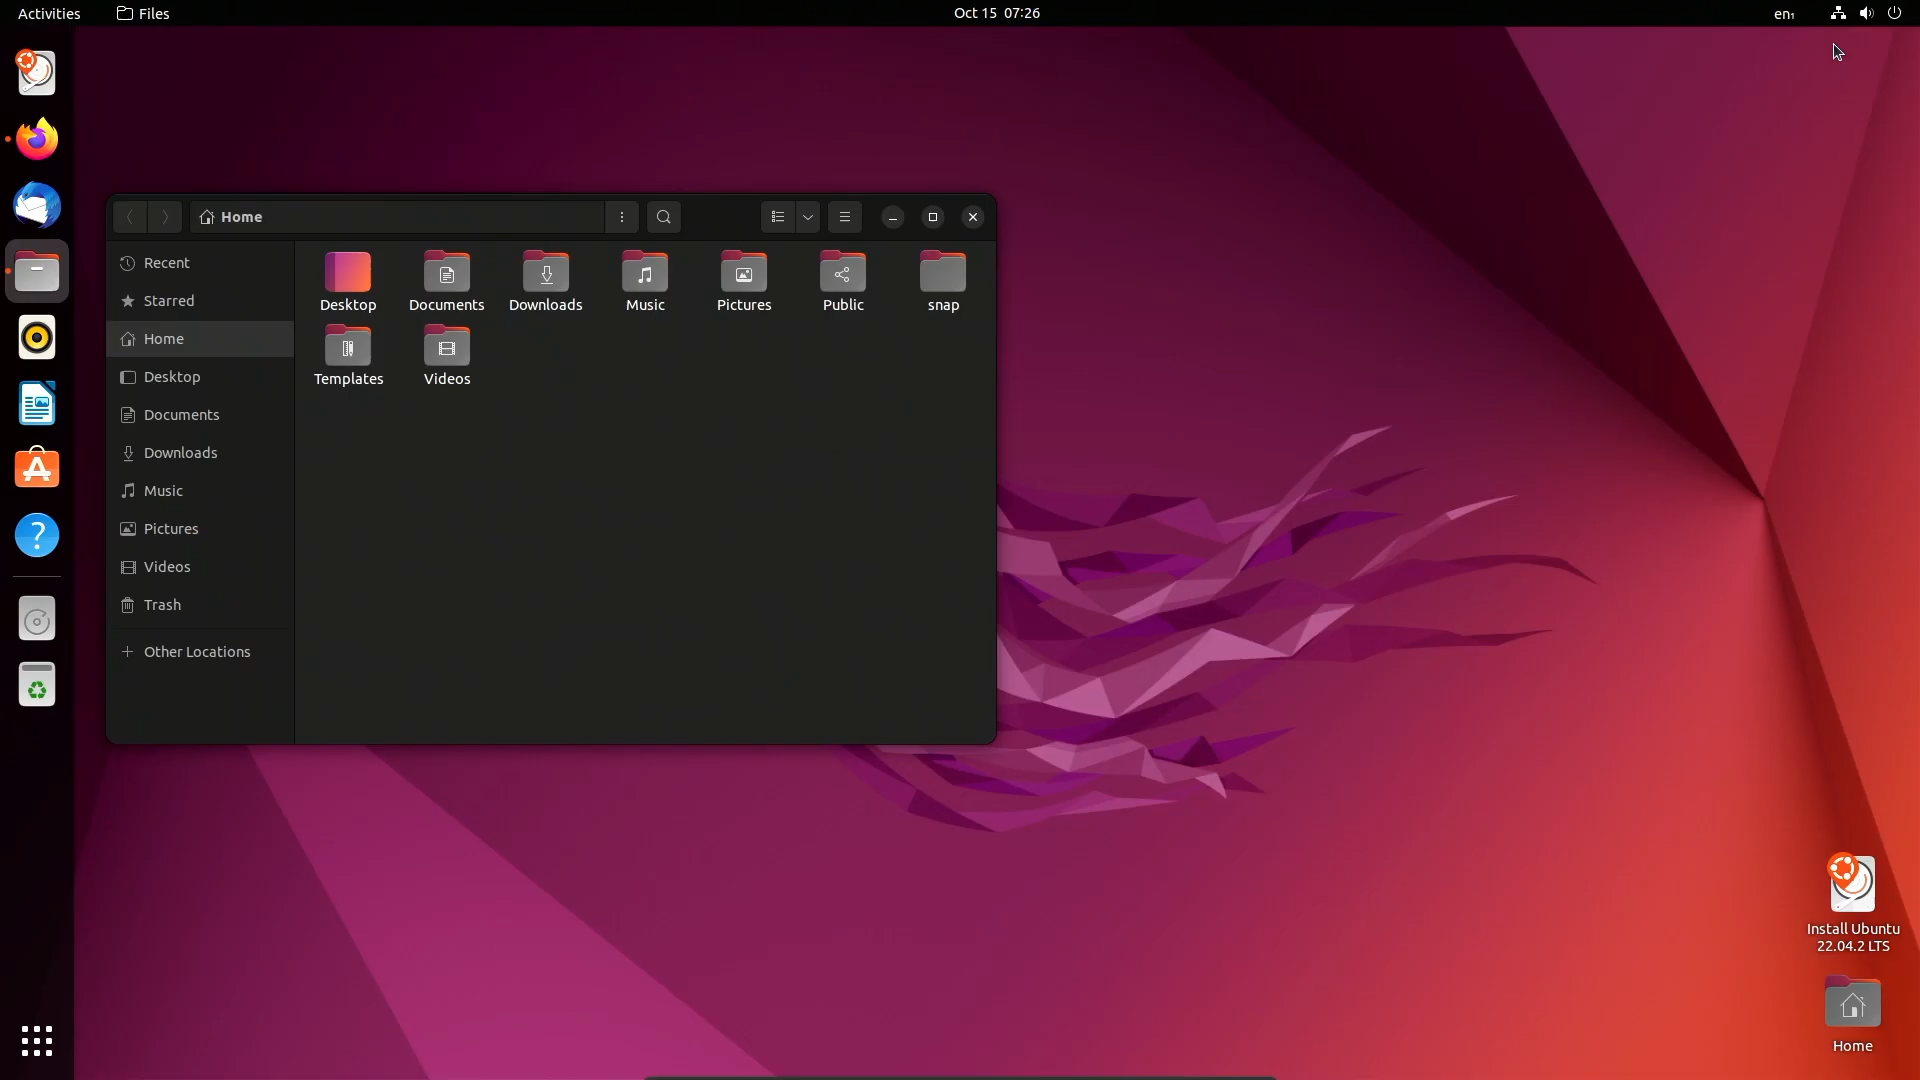 Activities
Files
Oct 15 07:26
en₁
Home
Recent
Starred
Home
Desktop
Documents
Downloads
Music
Pictures
Videos
Trash
Other Locations
Desktop
Documents
Downloads
Music
Pictures
Public
snap
Templates
Videos
Install Ubuntu
22.04.2 LTS
Home